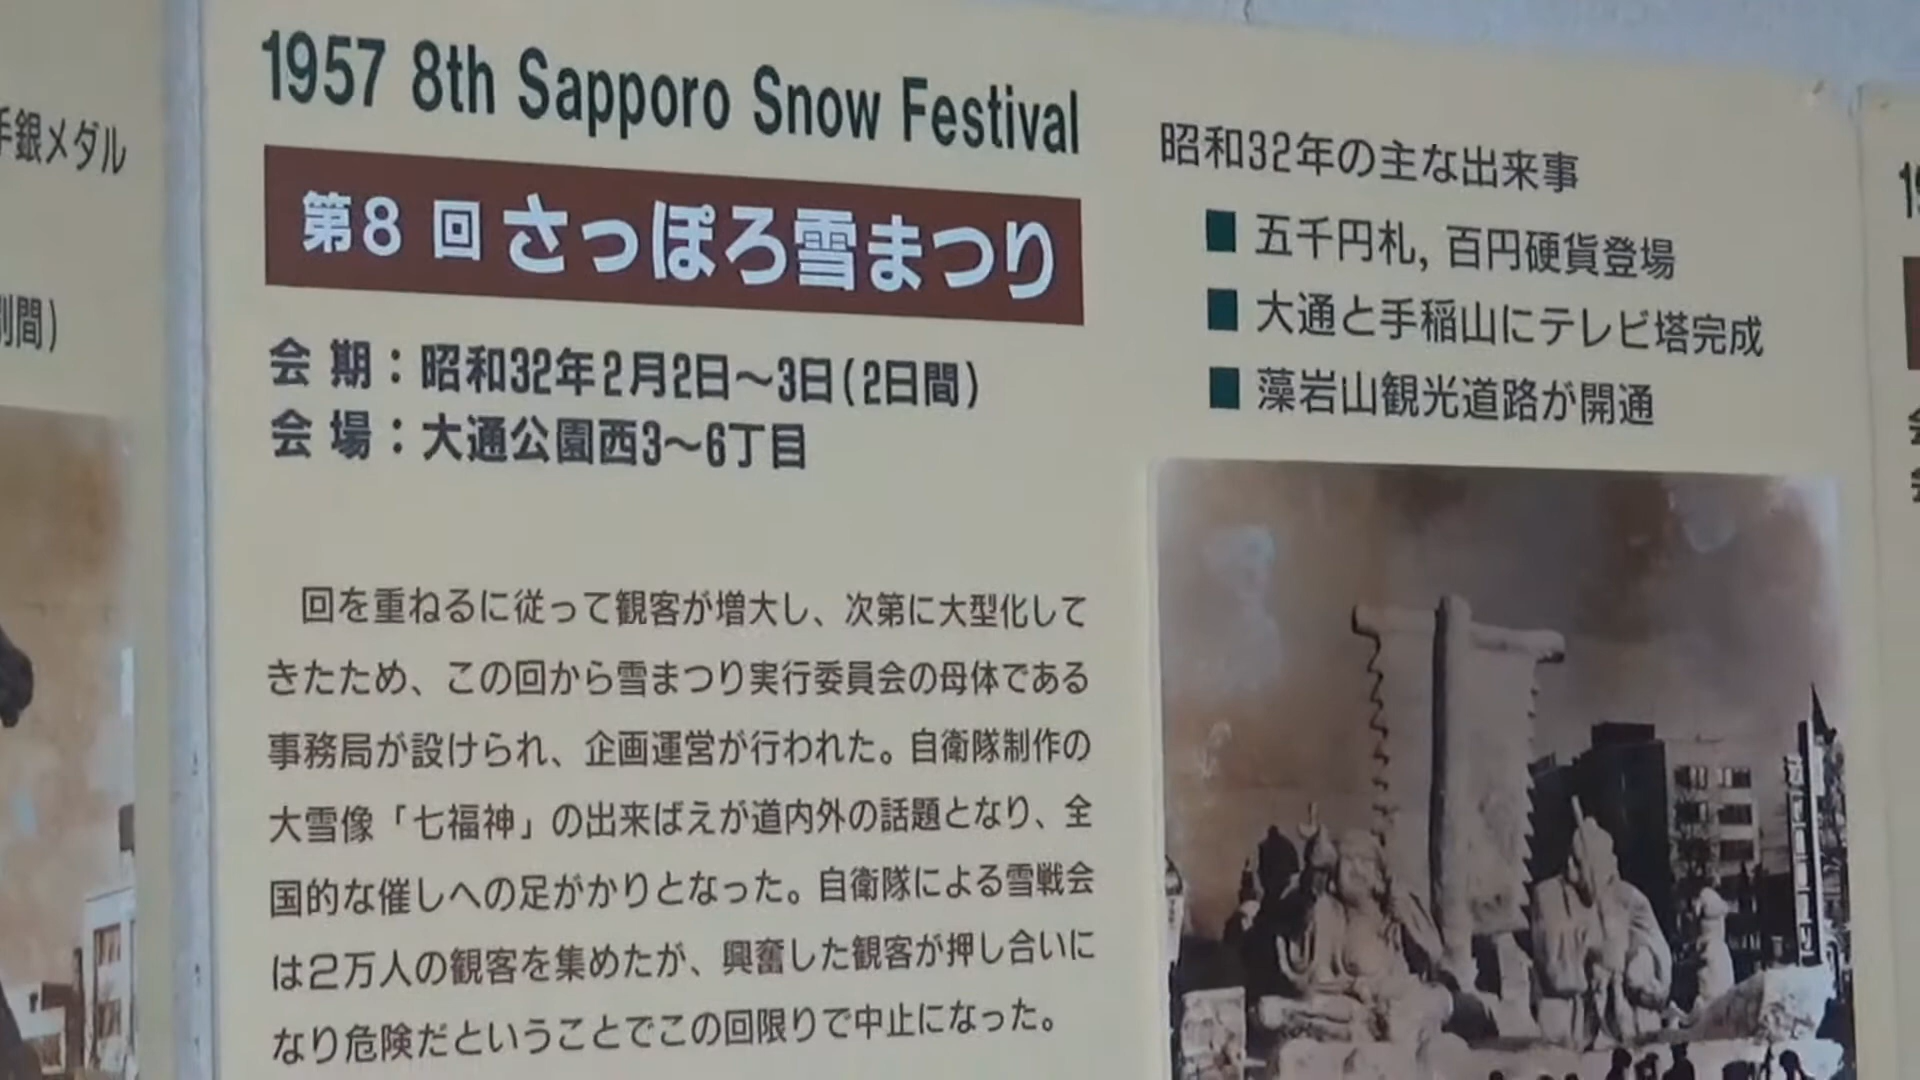 手銀メダル
間)
1957 8th Sapporo Snow Festival
第8回 さっぽろ雪まつり
会 期：昭和32年2月2日～3日(2日間)
会 場：大通公園西3～6丁目
回を重ねるに従って観客が増大し、次第に大型化して
きたため、この回から雪まつり実行委員会の母体である
事務局が設けられ、企画運営が行われた。自衛隊制作の
大雪像「七福神」の出来ばえが道内外の話題となり、全
国的な催しへの足がかりとなった。自衛隊による雪戦会
は2万人の観客を集めたが、興奮した観客が押し合いに
なり危険だということでこの回限りで中止になった。
昭和32年の主な出来事
■ 五千円札，百円硬貨登場
■ 大通と手稲山にテレビ塔完成
■ 藻岩山観光道路が開通